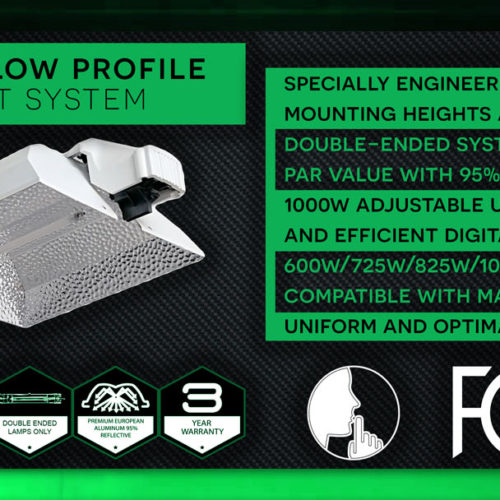 LOW PROFILE
T SYSTEM
SPECIALLY ENGINEER
MOUNTING HEIGHTS
DOUBLE-ENDED SYST
PAR VALUE WITH 95%
1000W ADJUSTABLE U
AND EFFICIENT DIGITA
600W/725W/825W/10
COMPATIBLE WITH MA
UNIFORM AND OPTIMA
DOUBLE ENDED
LAMPS ONLY
PREMIUM EUROPEAN
ALUMINUM 95%
REFLECTIVE
3
YEAR
WARRANTY
FC